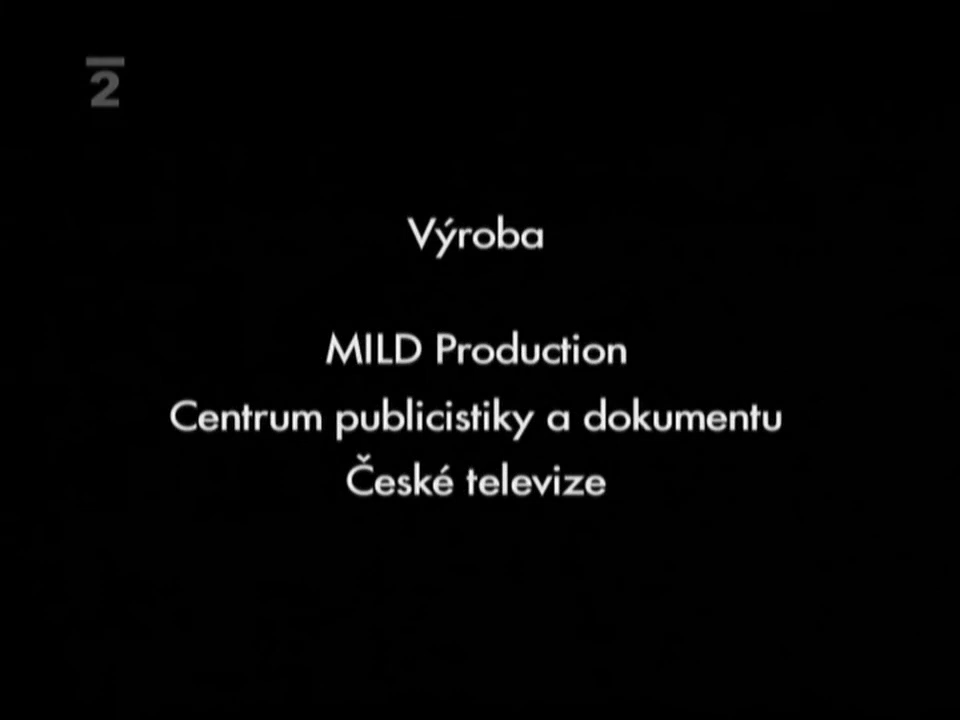 2
Výroba
MILD Production
Centrum publicistiky a dokumentu
České televize